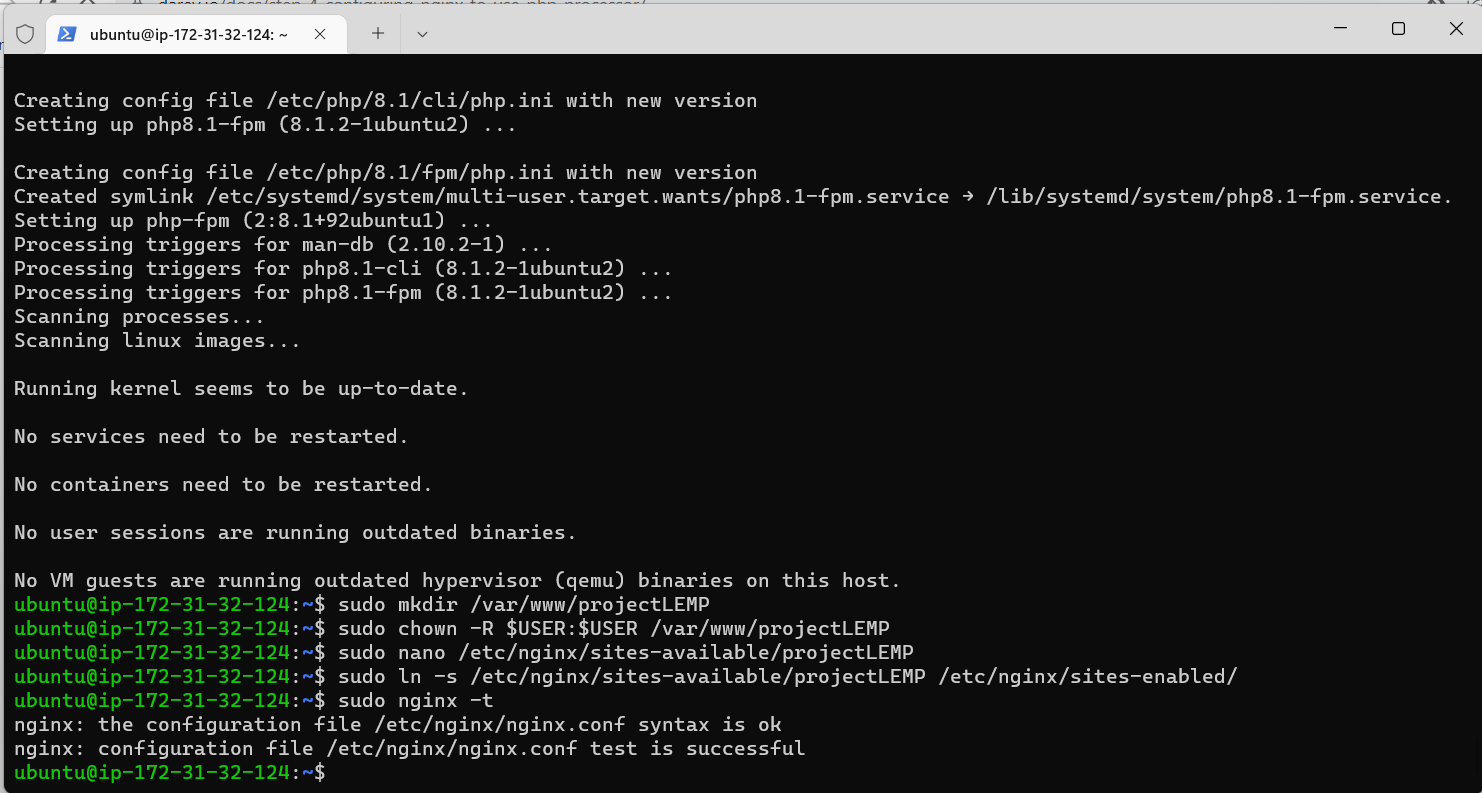 darey.io/docs/step-4-configuring-nginx-to-use-php-processor/
ubuntu@ip-172-31-32-124: ~
Creating config file /etc/php/8.1/cli/php.ini with new version
Setting up php8.1-fpm (8.1.2-1ubuntu2) ...
Creating config file /etc/php/8.1/fpm/php.ini with new version
Created symlink /etc/systemd/system/multi-user.target.wants/php8.1-fpm.service → /lib/systemd/system/php8.1-fpm.service.
Setting up php-fpm (2:8.1+92ubuntu1) ...
Processing triggers for man-db (2.10.2-1) ...
Processing triggers for php8.1-cli (8.1.2-1ubuntu2) ...
Processing triggers for php8.1-fpm (8.1.2-1ubuntu2) ...
Scanning processes...
Scanning linux images...
Running kernel seems to be up-to-date.
No services need to be restarted.
No containers need to be restarted.
No user sessions are running outdated binaries.
No VM guests are running outdated hypervisor (qemu) binaries on this host.
ubuntu@ip-172-31-32-124:~$ sudo mkdir /var/www/projectLEMP
ubuntu@ip-172-31-32-124:~$ sudo chown -R $USER:$USER /var/www/projectLEMP
ubuntu@ip-172-31-32-124:~$ sudo nano /etc/nginx/sites-available/projectLEMP
ubuntu@ip-172-31-32-124:~$ sudo ln -s /etc/nginx/sites-available/projectLEMP /etc/nginx/sites-enabled/
ubuntu@ip-172-31-32-124:~$ sudo nginx -t
nginx: the configuration file /etc/nginx/nginx.conf syntax is ok
nginx: configuration file /etc/nginx/nginx.conf test is successful
ubuntu@ip-172-31-32-124:~$